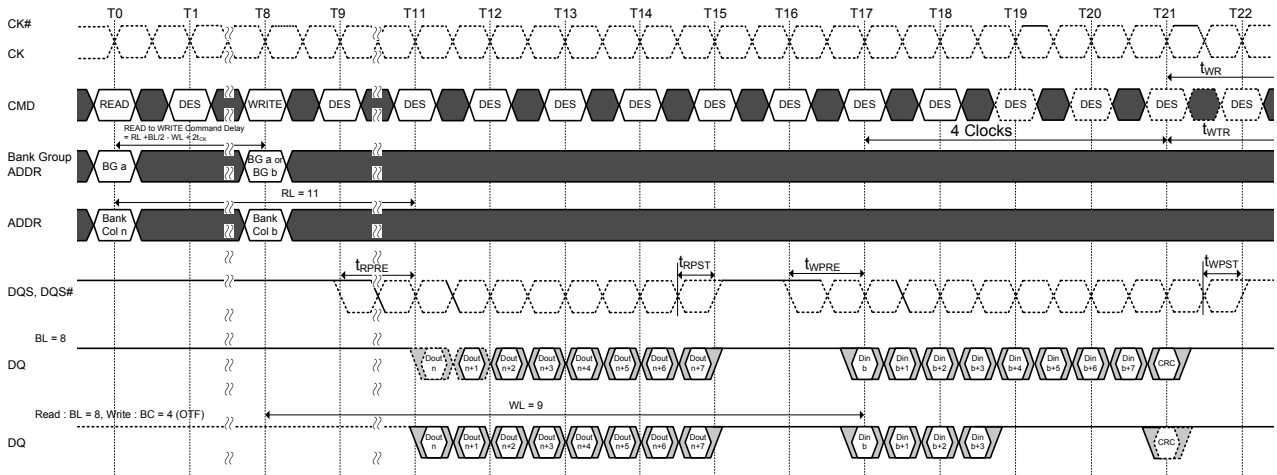 T0 T1 T8 T9 T11 T12 T13 T14 T15 T16 T17 T18 T19 T20 T21 T22
CK#
CK
tWR
CMD READ DES WRITE DES DES DES DES DES DES DES DES DES DES DES DES DES
READ to WRITE Command Delay
= RL +BL/2 - WL + 2tCK
4 Clocks
tWTR
Bank Group
ADDR
BG a
BG a or
BG b
RL = 11
ADDR
Bank
Col n
Bank
Col b
tRPRE tRPST tWPRE tWPST
DQS, DQS#
BL = 8
DQ
Dout
n
Dout
n+1
Dout
n+2
Dout
n+3
Dout
n+4
Dout
n+5
Dout
n+6
Dout
n+7
Din
b
Din
b+1
Din
b+2
Din
b+3
Din
b+4
Din
b+5
Din
b+6
Din
b+7
CRC
Read : BL = 8, Write : BC = 4 (OTF)
WL = 9
DQ
Dout
n
Dout
n+1
Dout
n+2
Dout
n+3
Dout
n+4
Dout
n+5
Dout
n+6
Dout
n+7
Din
b
Din
b+1
Din
b+2
Din
b+3
CRC